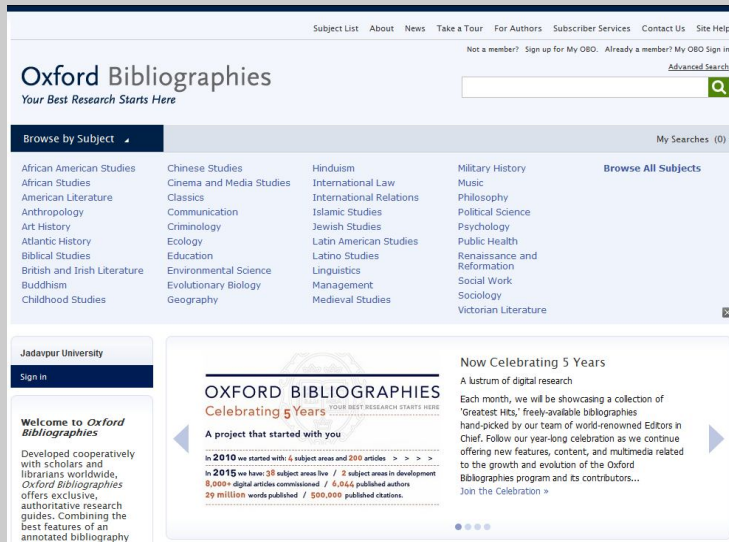 Subject List About News Take a Tour For Authors Subscriber Services Contact Us Site Help
Not a member? Sign up for My OBO. Already a member? My OBO Sign in
Oxford Bibliographies
Your Best Research Starts Here
Advanced Search
Browse by Subject
My Searches (0)
African American Studies
African Studies
American Literature
Anthropology
Art History
Atlantic History
Biblical Studies
British and Irish Literature
Buddhism
Childhood Studies
Chinese Studies
Cinema and Media Studies
Classics
Communication
Criminology
Ecology
Education
Environmental Science
Evolutionary Biology
Geography
Hinduism
International Law
International Relations
Islamic Studies
Jewish Studies
Latin American Studies
Latino Studies
Linguistics
Management
Medieval Studies
Military History
Music
Philosophy
Political Science
Psychology
Public Health
Renaissance and
Reformation
Social Work
Sociology
Victorian Literature
Browse All Subjects
Jadavpur University
Sign in
Welcome to Oxford
Bibliographies
Developed cooperatively
with scholars and
librarians worldwide,
Oxford Bibliographies
offers exclusive,
authoritative research
guides. Combining the
best features of an
annotated bibliography
OXFORD BIBLIOGRAPHIES
Celebrating 5 Years YOUR BEST RESEARCH STARTS HERE
A project that started with you
In 2010 we started with: 4 subject areas and 200 articles > > > >
In 2015 we have: 38 subject areas live / 2 subject areas in development
8,000+ digital articles commissioned / 6,044 published authors
29 million words published / 500,000 published citations.
Now Celebrating 5 Years
A lustrum of digital research
Each month, we will be showcasing a collection of
'Greatest Hits,' freely-available bibliographies
hand-picked by our team of world-renowned Editors in
Chief. Follow our year-long celebration as we continue
offering new features, content, and multimedia related
to the growth and evolution of the Oxford
Bibliographies program and its contributors...
Join the Celebration »